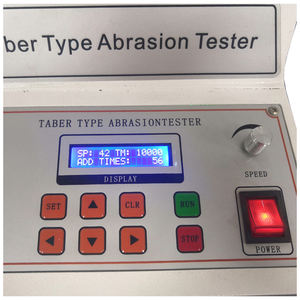 ber Type Abrasion Tester
TABER TYPE ABRASIONTESTER
SP: 42 TM: 10000
ADD TIMES: 56
DISPLAY
SPEED
SET CLR RUN
STOP
POWER